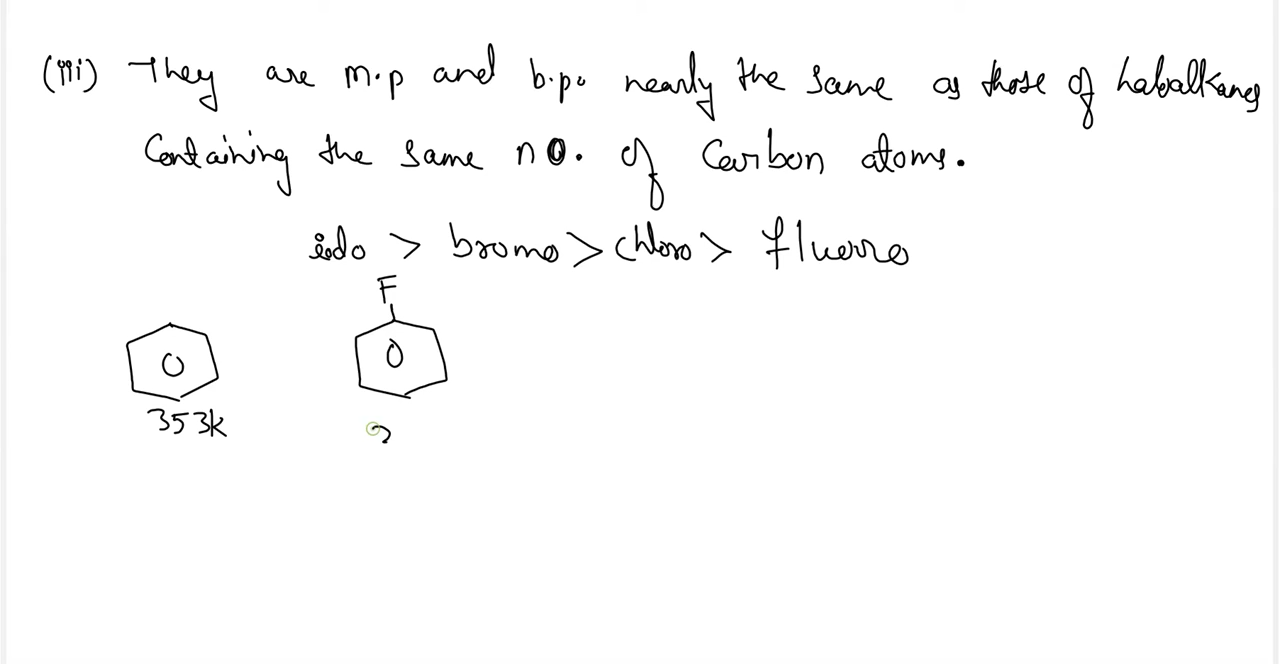 (iii) They are m.p and b.p. nearly the same as those of haloalkanes
Containing the same no. of Carbon atoms.
iodo > bromo > chloro > fluoro
F
353K